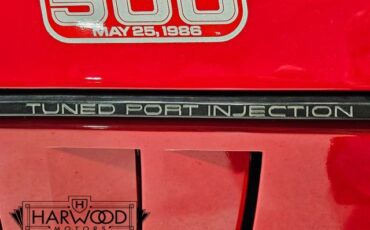 500
MAY 25, 1986
TUNED PORT INJECTION
H
HARWOOD
MOTORS